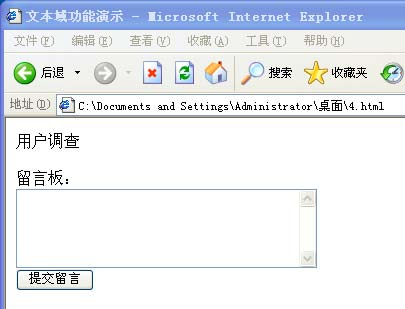 文本域功能演示 - Microsoft Internet Explorer
文件(F) 编辑(E) 查看(V) 收藏(A) 工具(T) 帮助(H)
后退 搜索 收藏夹
地址(D) C:\Documents and Settings\Administrator\桌面\4.html
用户调查
留言板：
提交留言